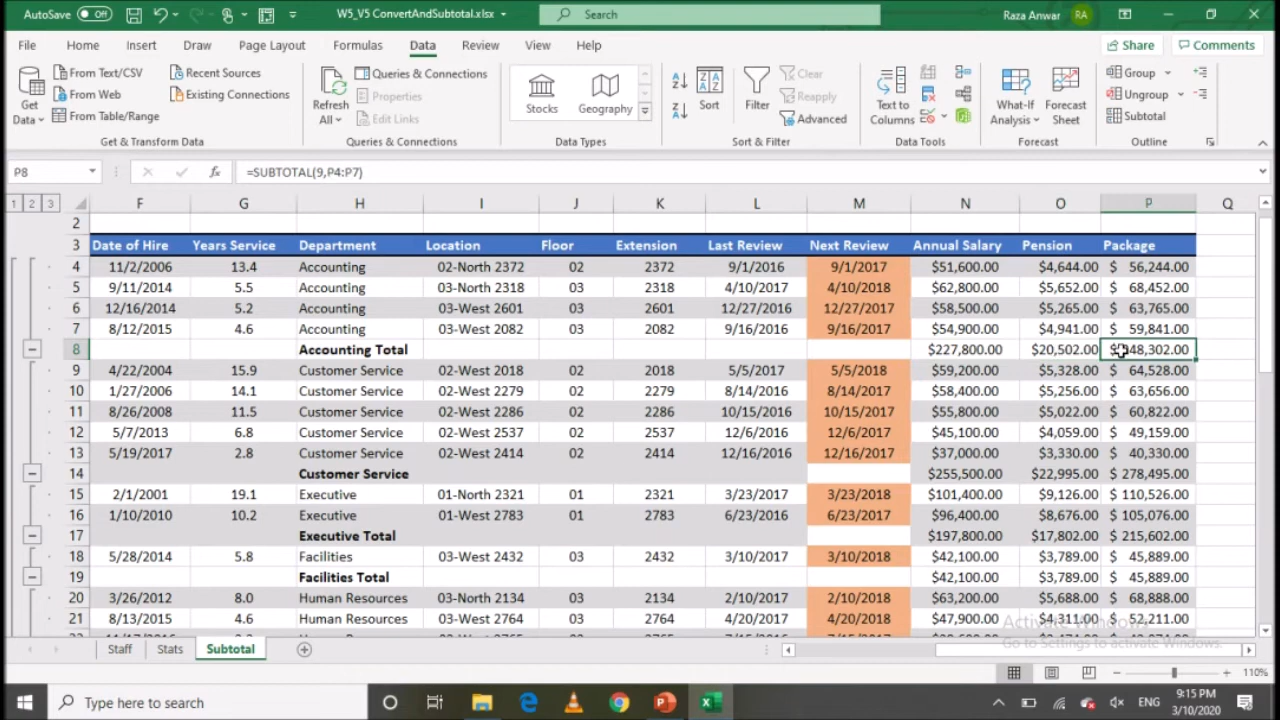 AutoSave Off W5_V5 ConvertAndSubtotal.xlsx Search Raza Anwar RA
File Home Insert Draw Page Layout Formulas Data Review View Help Share Comments
Get Data From Text/CSV From Web From Table/Range Recent Sources Existing Connections
Refresh All Queries & Connections Properties Edit Links
Stocks Geography
Sort Filter Clear Reapply Advanced
Text to Columns
What-If Analysis Forecast Sheet
Group Ungroup Subtotal
Get & Transform Data Queries & Connections Data Types Sort & Filter Data Tools Forecast Outline
P8 fx =SUBTOTAL(9,P4:P7)
1 2 3 F G H I J K L M N O P Q
2
3 Date of Hire Years Service Department Location Floor Extension Last Review Next Review Annual Salary Pension Package
4 11/2/2006 13.4 Accounting 02-North 2372 02 2372 9/1/2016 9/1/2017 $51,600.00 $4,644.00 $ 56,244.00
5 9/11/2014 5.5 Accounting 03-North 2318 03 2318 4/10/2017 4/10/2018 $62,800.00 $5,652.00 $ 68,452.00
6 12/16/2014 5.2 Accounting 03-West 2601 03 2601 12/27/2016 12/27/2017 $58,500.00 $5,265.00 $ 63,765.00
7 8/12/2015 4.6 Accounting 03-West 2082 03 2082 9/16/2016 9/16/2017 $54,900.00 $4,941.00 $ 59,841.00
8 Accounting Total $227,800.00 $20,502.00
9 4/22/2004 15.9 Customer Service 02-West 2018 02 2018 5/5/2017 5/5/2018 $59,200.00 $5,328.00 $ 64,528.00
10 1/27/2006 14.1 Customer Service 02-West 2279 02 2279 8/14/2016 8/14/2017 $58,400.00 $5,256.00 $ 63,656.00
11 8/26/2008 11.5 Customer Service 02-West 2286 02 2286 10/15/2016 10/15/2017 $55,800.00 $5,022.00 $ 60,822.00
12 5/7/2013 6.8 Customer Service 02-West 2537 02 2537 12/6/2016 12/6/2017 $45,100.00 $4,059.00 $ 49,159.00
13 5/19/2017 2.8 Customer Service 02-West 2414 02 2414 12/16/2016 12/16/2017 $37,000.00 $3,330.00 $ 40,330.00
14 Customer Service $255,500.00 $22,995.00 $ 278,495.00
15 2/1/2001 19.1 Executive 01-North 2321 01 2321 3/23/2017 3/23/2018 $101,400.00 $9,126.00 $ 110,526.00
16 1/10/2010 10.2 Executive 01-West 2783 01 2783 6/23/2016 6/23/2017 $96,400.00 $8,676.00 $ 105,076.00
17 Executive Total $197,800.00 $17,802.00 $ 215,602.00
18 5/28/2014 5.8 Facilities 03-West 2432 03 2432 3/10/2017 3/10/2018 $42,100.00 $3,789.00 $ 45,889.00
19 Facilities Total $42,100.00 $3,789.00 $ 45,889.00
20 3/26/2012 8.0 Human Resources 03-North 2134 03 2134 2/10/2017 2/10/2018 $63,200.00 $5,688.00 $ 68,888.00
21 8/13/2015 4.6 Human Resources 03-West 2764 03 2764 4/20/2017 4/20/2018 $47,900.00 $4,311.00 $ 52,211.00
Activate Windows
Go to Settings to activate Windows.
Staff Stats Subtotal
110%
Type here to search ENG 9:15 PM
3/10/2020